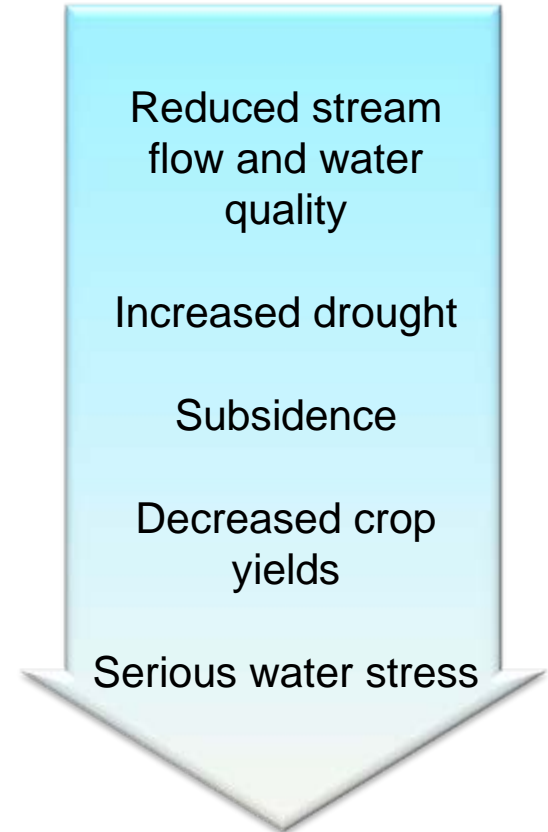 Reduced stream
flow and water
quality
Increased drought
Subsidence
Decreased crop
yields
Serious water stress